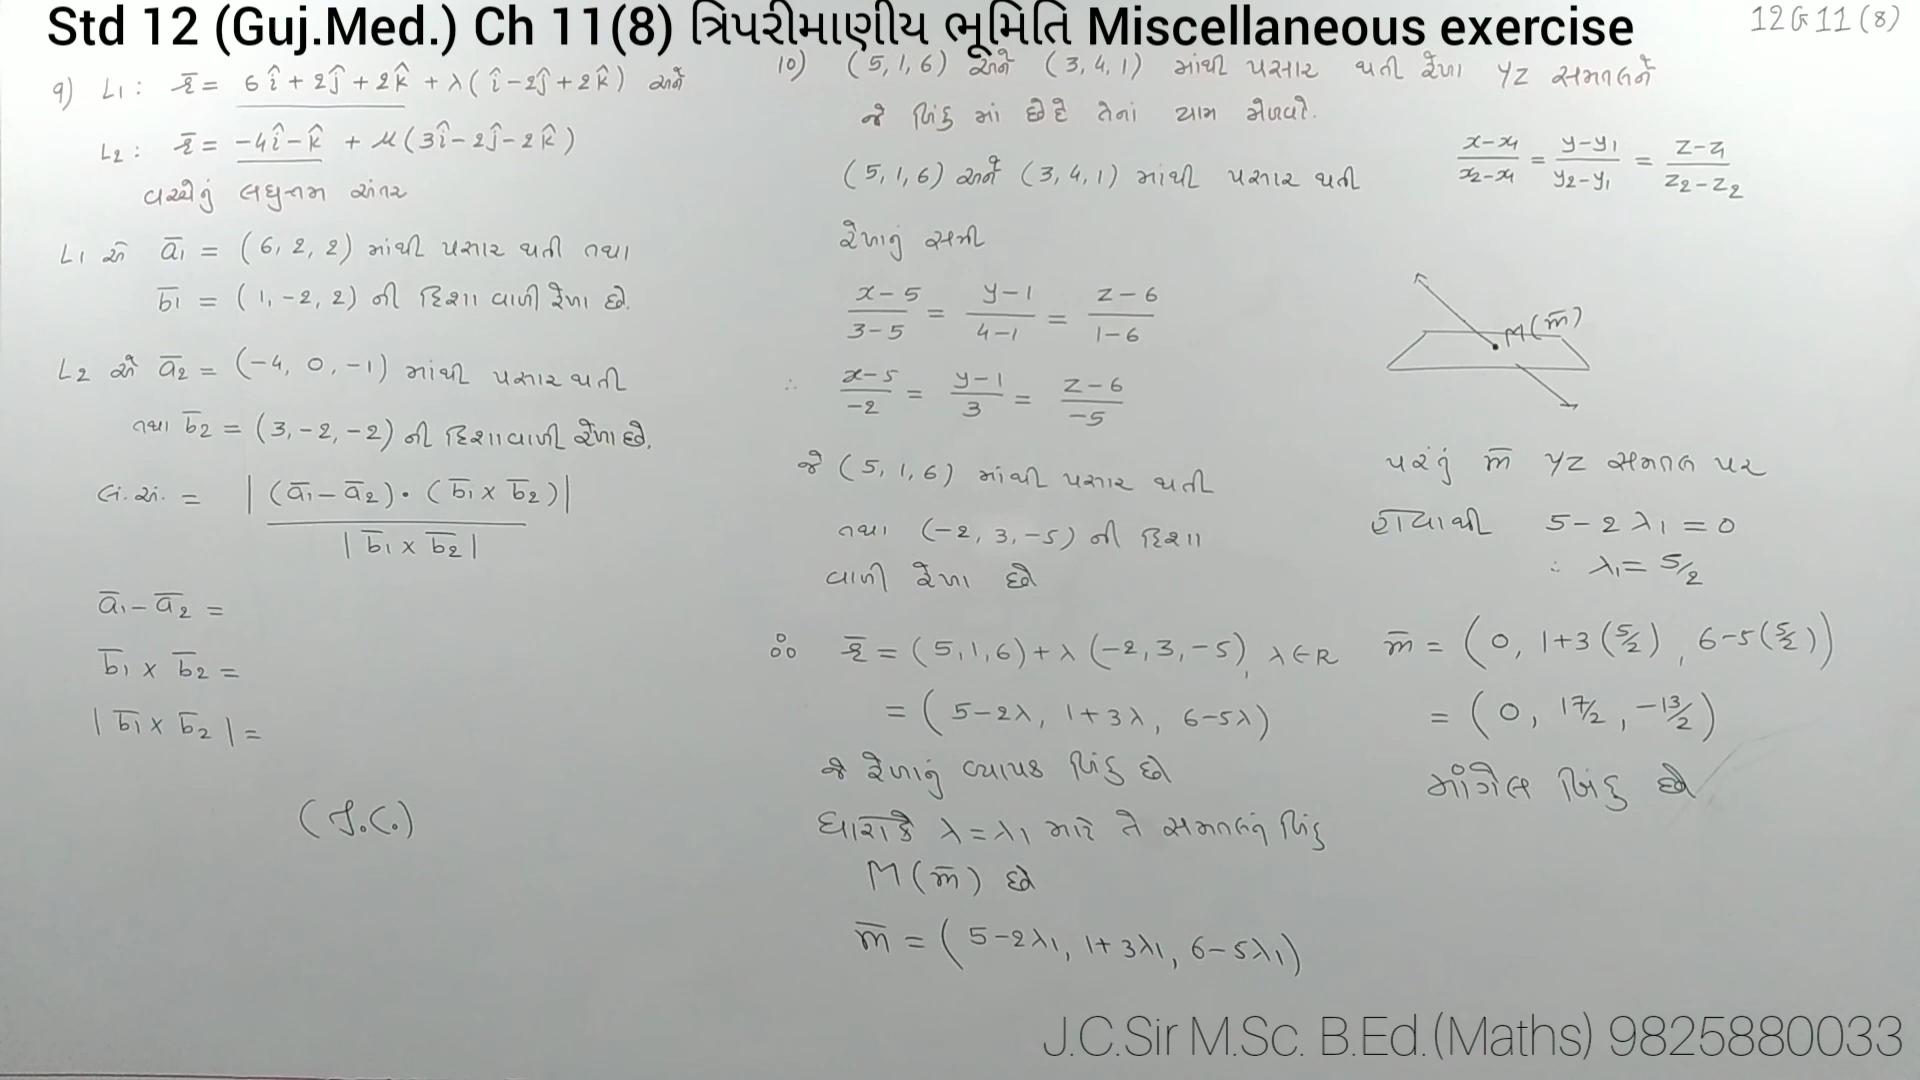 Std 12 (Guj.Med.) Ch 11(8) ત્રિપરીમાણીય ભૂમિતિ Miscellaneous exercise
12 G 11 (8)
9) L1 : r̄ = 6î + 2ĵ + 2k̂ + λ(î - 2ĵ + 2k̂) અને
L2 : r̄ = -4î - k̂ + μ(3î - 2ĵ - 2k̂)
વચ્ચેનું લઘુત્તમ અંતર
L1 એ ā1 = (6, 2, 2) માંથી પસાર થતી તથા
b̄1 = (1, -2, 2) ની દિશા વાળી રેખા છે.
L2 એ ā2 = (-4, 0, -1) માંથી પસાર થતી
તથા b̄2 = (3, -2, -2) ની દિશાવાળી રેખા છે.
લ.અં. = |(ā1 - ā2) · (b̄1 × b̄2)|
|b̄1 × b̄2|
ā1 - ā2 =
b̄1 × b̄2 =
|b̄1 × b̄2| =
(J.C.)
10) (5, 1, 6) અને (3, 4, 1) માંથી પસાર થતી રેખા YZ સમતલને
જે બિંદુ માં છેદે તેનાં યામ મેળવો.
(5, 1, 6) અને (3, 4, 1) માંથી પસાર થતી
રેખાનું સમી
x-5/3-5 = y-1/4-1 = z-6/1-6
∴ x-5/-2 = y-1/3 = z-6/-5
જે (5, 1, 6) માંથી પસાર થતી
તથા (-2, 3, -5) ની દિશા
વાળી રેખા છે
∴ r̄ = (5, 1, 6) + λ(-2, 3, -5), λ∈R
= (5-2λ, 1+3λ, 6-5λ)
જે રેખાનું વ્યાપક બિંદુ છે
ધારોકે λ = λ1 માટે તે સમતલનું બિંદુ
M(m̄) છે
m̄ = (5-2λ1, 1+3λ1, 6-5λ1)
x-x1/x2-x1 = y-y1/y2-y1 = z-z1/z2-z2
M(m̄)
પરંતુ m̄ YZ સમતલ પર
હોવાથી 5-2λ1 = 0
∴ λ1 = 5/2
m̄ = (0, 1+3(5/2), 6-5(5/2))
= (0, 17/2, -13/2)
માંગેલ બિંદુ છે
J.C.Sir M.Sc. B.Ed.(Maths) 9825880033